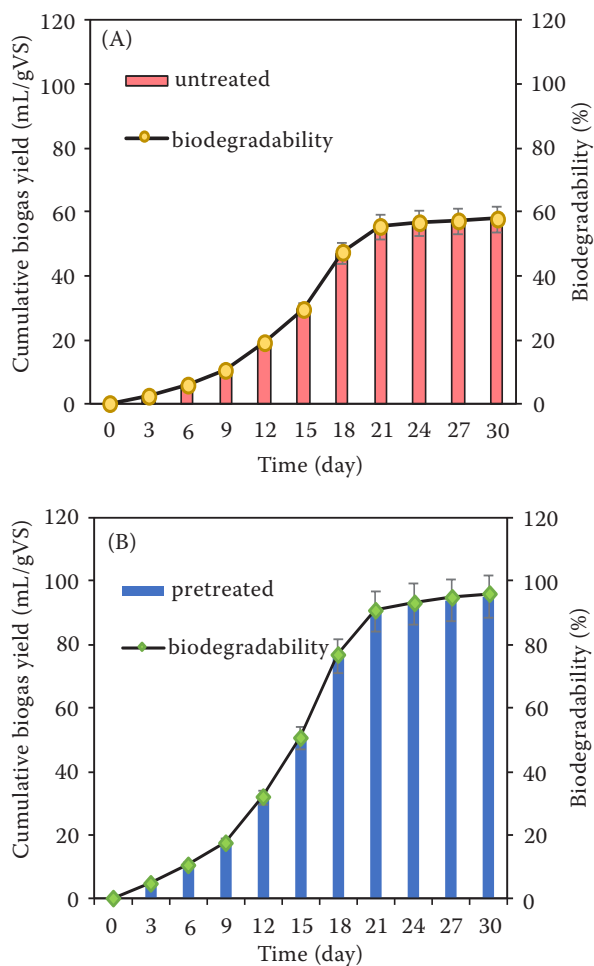 (A)
untreated
biodegradability
Cumulative biogas yield (mL/gVS)
120
100
80
60
40
20
0
Biodegradability (%)
120
100
80
60
40
20
0
0 3 6 9 12 15 18 21 24 27 30
Time (day)
(B)
pretreated
biodegradability
Cumulative biogas yield (mL/gVS)
120
100
80
60
40
20
0
Biodegradability (%)
120
100
80
60
40
20
0
0 3 6 9 12 15 18 21 24 27 30
Time (day)